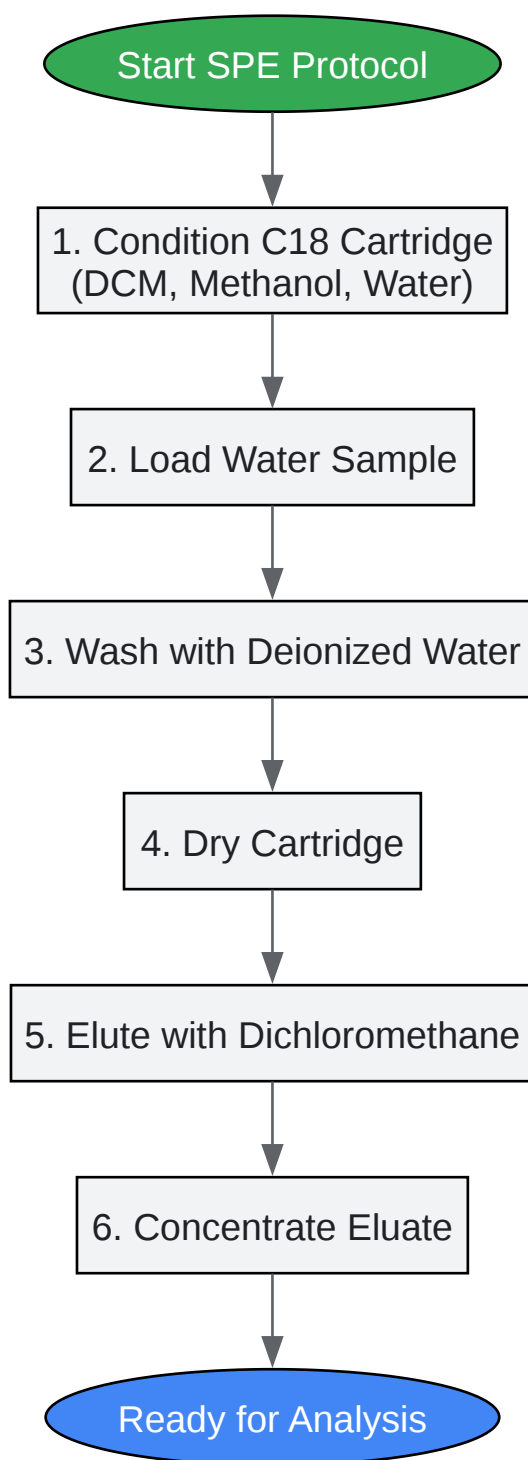 Start SPE Protocol
1. Condition C18 Cartridge
(DCM, Methanol, Water)
2. Load Water Sample
3. Wash with Deionized Water
4. Dry Cartridge
5. Elute with Dichloromethane
6. Concentrate Eluate
Ready for Analysis